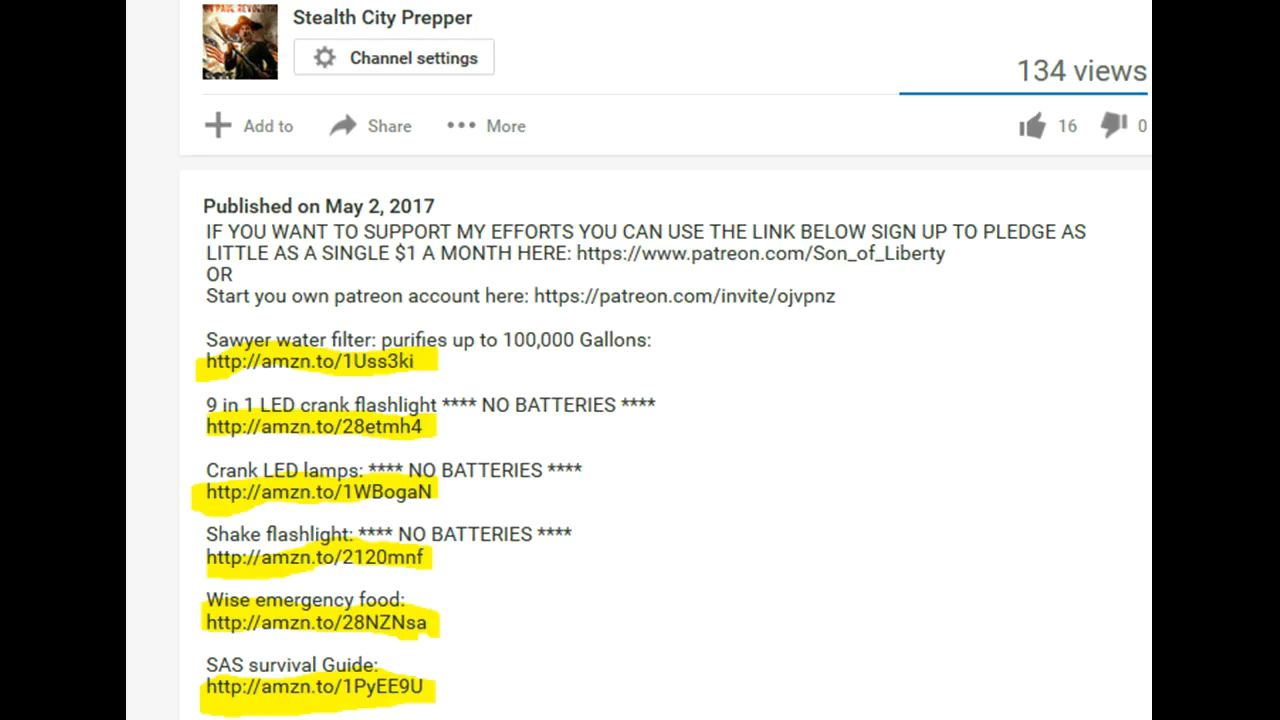 Stealth City Prepper
Channel settings
134 views
Add to
Share
More
16
0
Published on May 2, 2017
IF YOU WANT TO SUPPORT MY EFFORTS YOU CAN USE THE LINK BELOW SIGN UP TO PLEDGE AS
LITTLE AS A SINGLE $1 A MONTH HERE: https://www.patreon.com/Son_of_Liberty
OR
Start you own patreon account here: https://patreon.com/invite/ojvpnz
Sawyer water filter: purifies up to 100,000 Gallons:
http://amzn.to/1Uss3ki
9 in 1 LED crank flashlight **** NO BATTERIES ****
http://amzn.to/28etmh4
Crank LED lamps: **** NO BATTERIES ****
http://amzn.to/1WBogaN
Shake flashlight: **** NO BATTERIES ****
http://amzn.to/2120mnf
Wise emergency food:
http://amzn.to/28NZNsa
SAS survival Guide:
http://amzn.to/1PyEE9U